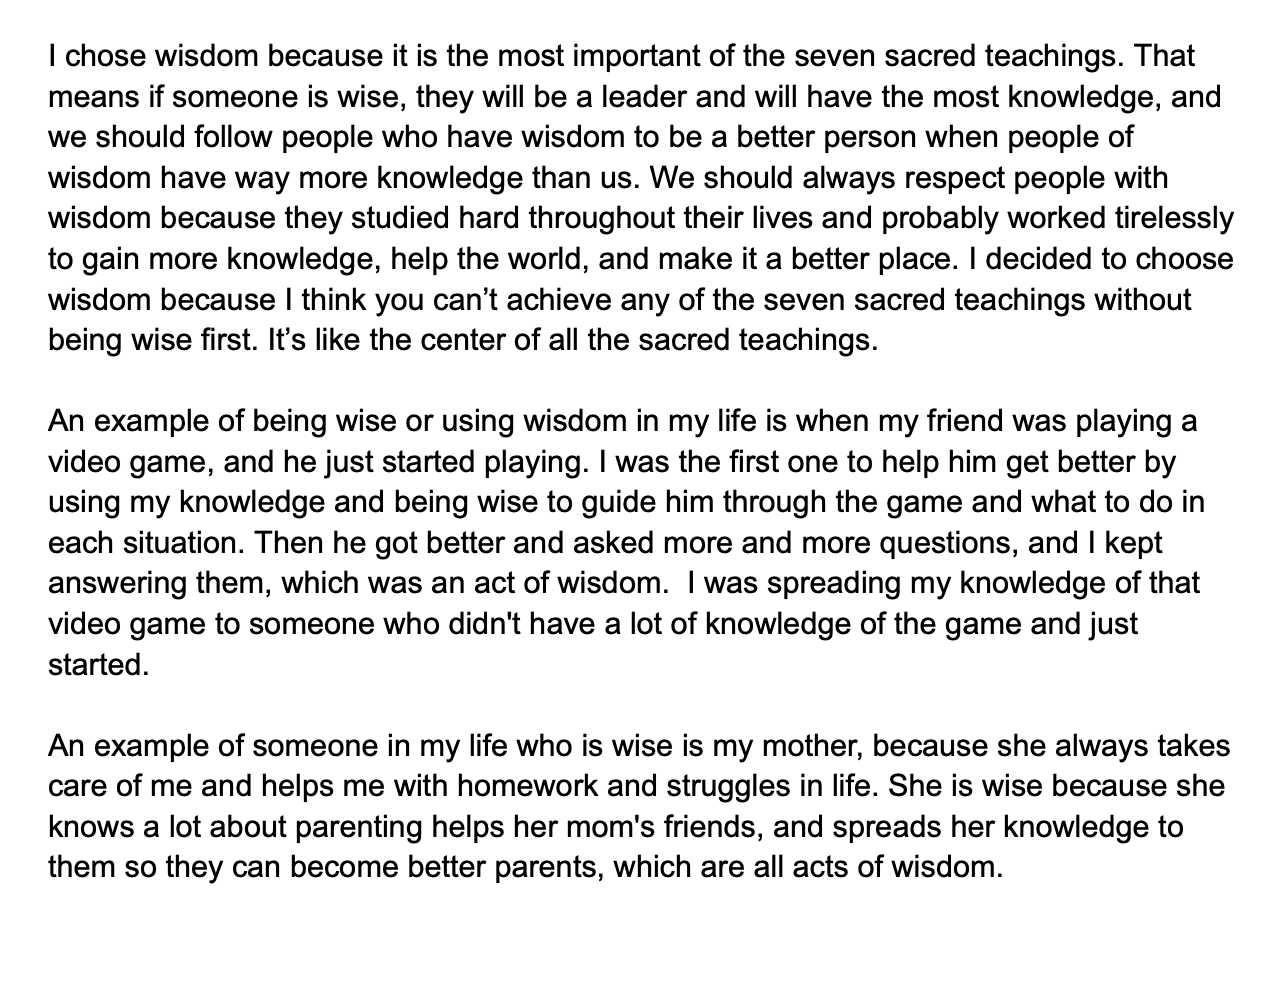 I chose wisdom because it is the most important of the seven sacred teachings. That
means if someone is wise, they will be a leader and will have the most knowledge, and
we should follow people who have wisdom to be a better person when people of
wisdom have way more knowledge than us. We should always respect people with
wisdom because they studied hard throughout their lives and probably worked tirelessly
to gain more knowledge, help the world, and make it a better place. I decided to choose
wisdom because I think you can’t achieve any of the seven sacred teachings without
being wise first. It’s like the center of all the sacred teachings.

An example of being wise or using wisdom in my life is when my friend was playing a
video game, and he just started playing. I was the first one to help him get better by
using my knowledge and being wise to guide him through the game and what to do in
each situation. Then he got better and asked more and more questions, and I kept
answering them, which was an act of wisdom.  I was spreading my knowledge of that
video game to someone who didn't have a lot of knowledge of the game and just
started.

An example of someone in my life who is wise is my mother, because she always takes
care of me and helps me with homework and struggles in life. She is wise because she
knows a lot about parenting helps her mom's friends, and spreads her knowledge to
them so they can become better parents, which are all acts of wisdom.